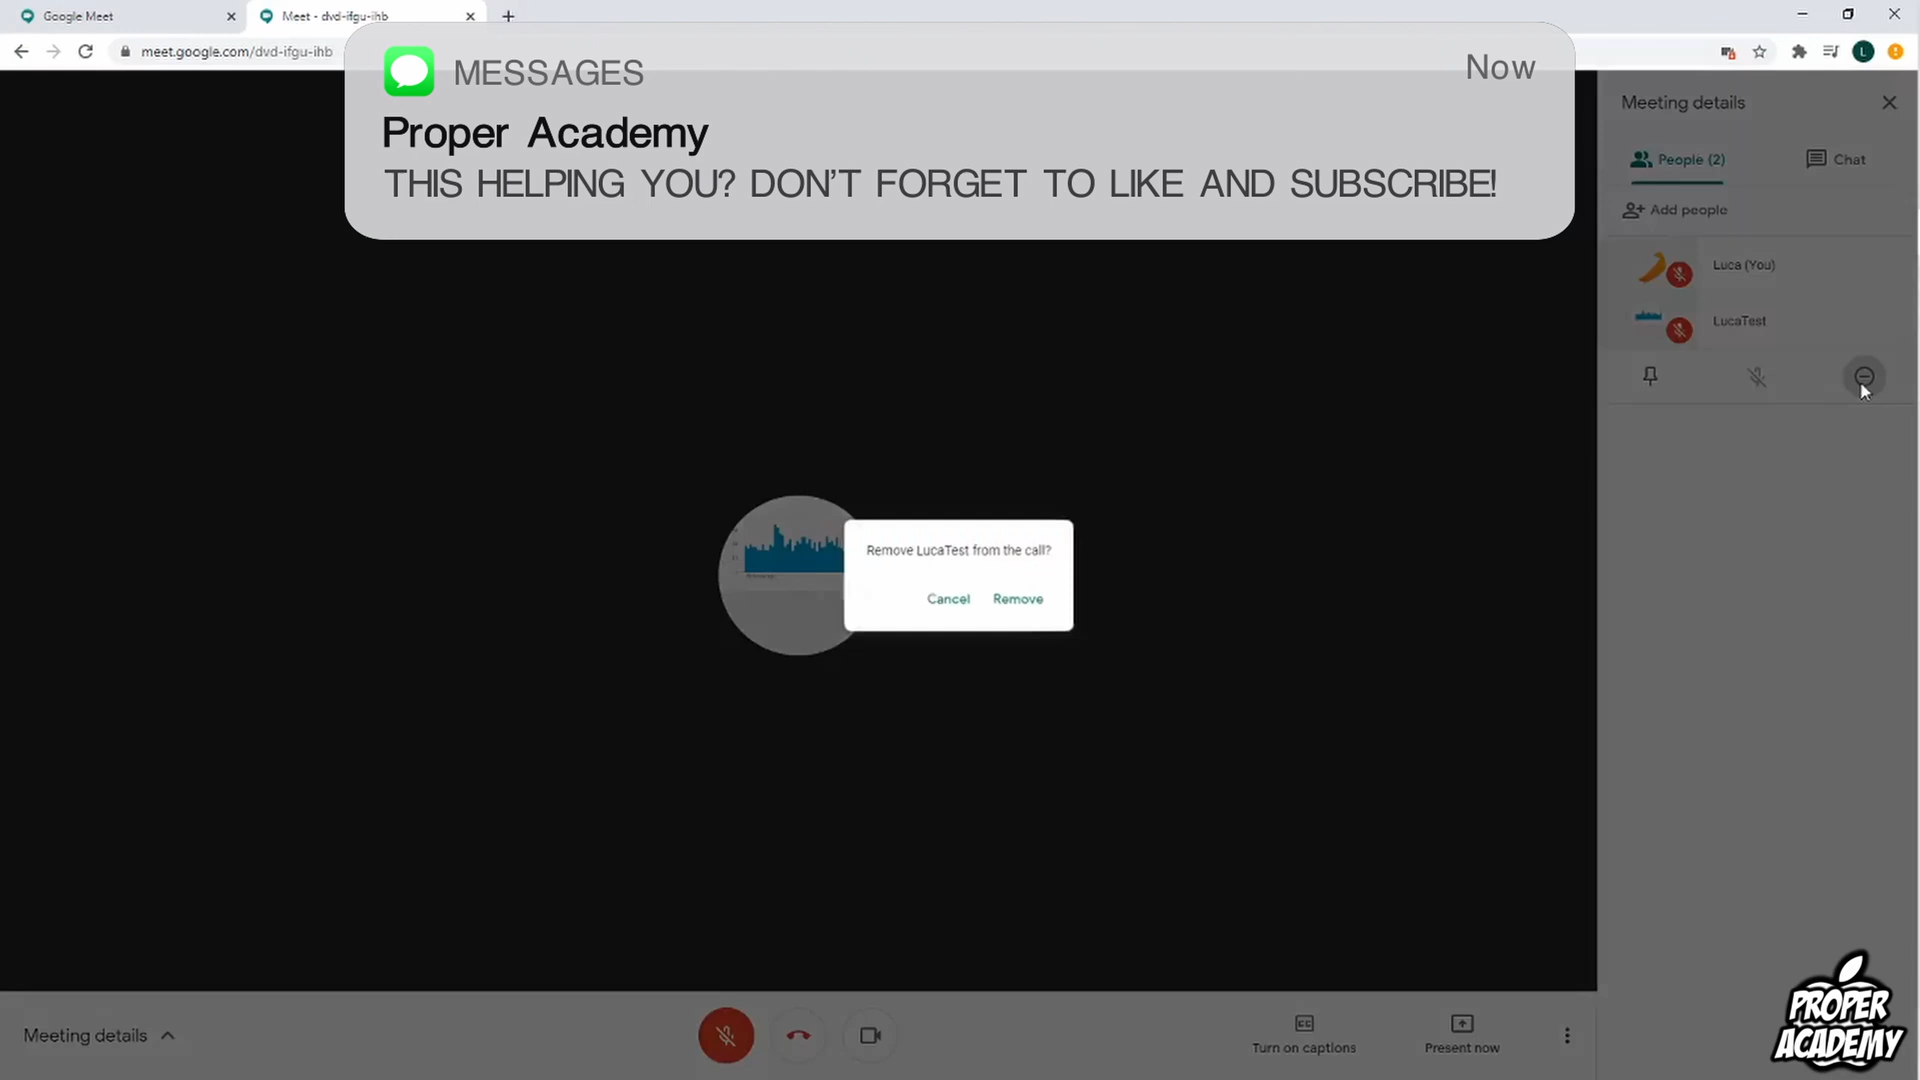 Google Meet
Meet - dvd-ifgu-ihb
meet.google.com/dvd-ifgu-ihb
L
MESSAGES
Now
Proper Academy
THIS HELPING YOU? DON'T FORGET TO LIKE AND SUBSCRIBE!
Meeting details
People (2)
Chat
Add people
Luca (You)
LucaTest
Remove LucaTest from the call?
Cancel
Remove
Meeting details
CC
Turn on captions
Present now
PROPER
ACADEMY